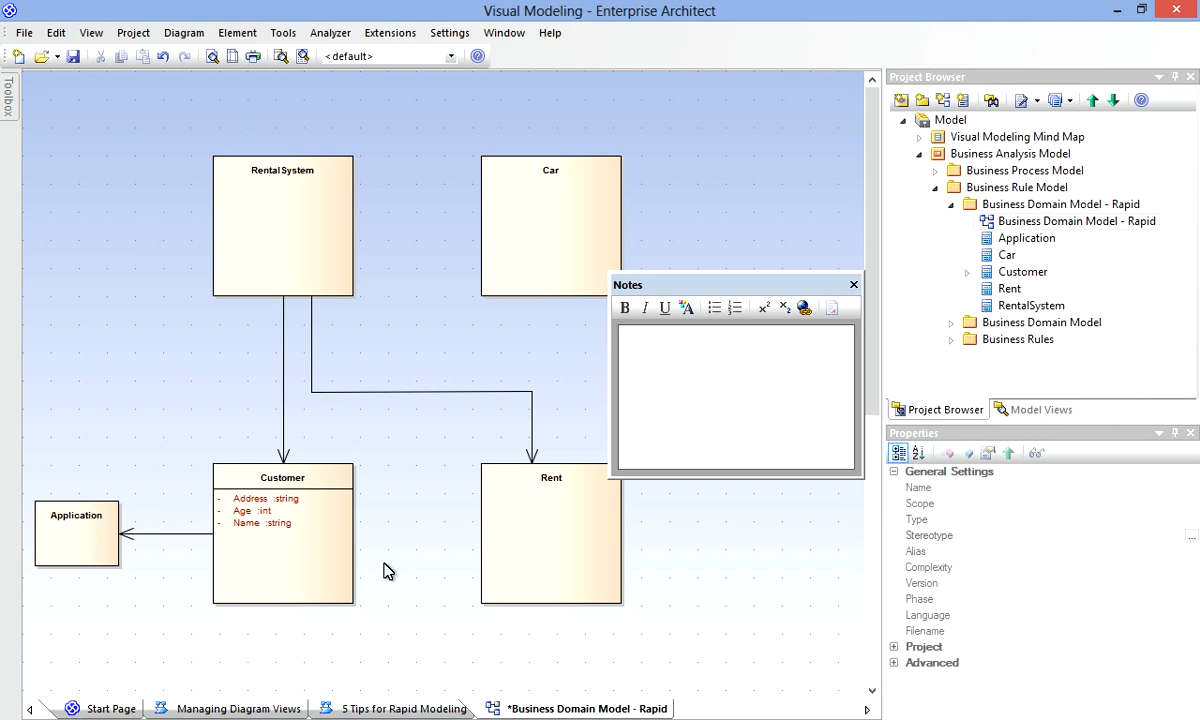 Visual Modeling - Enterprise Architect
File Edit View Project Diagram Element Tools Analyzer Extensions Settings Window Help
<default>
Toolbox
RentalSystem
Car
Notes
B I U A
Customer
- Address :string
- Age :int
- Name :string
Rent
Application
Project Browser
Model
Visual Modeling Mind Map
Business Analysis Model
Business Process Model
Business Rule Model
Business Domain Model - Rapid
Business Domain Model - Rapid
Application
Car
Customer
Rent
RentalSystem
Business Domain Model
Business Rules
Project Browser Model Views
Properties
General Settings
Name
Scope
Type
Stereotype
...
Alias
Complexity
Version
Phase
Language
Filename
Project
Advanced
Start Page Managing Diagram Views 5 Tips for Rapid Modeling *Business Domain Model - Rapid